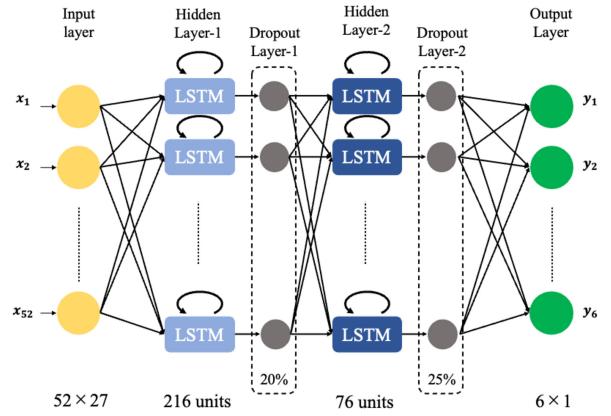 Input
layer
Hidden
Layer-1
Dropout
Layer-1
Hidden
Layer-2
Dropout
Layer-2
Output
Layer
x1
LSTM
LSTM
y1
x2
LSTM
LSTM
y2
x52
LSTM
LSTM
y6
20%
25%
52 × 27
216 units
76 units
6 × 1